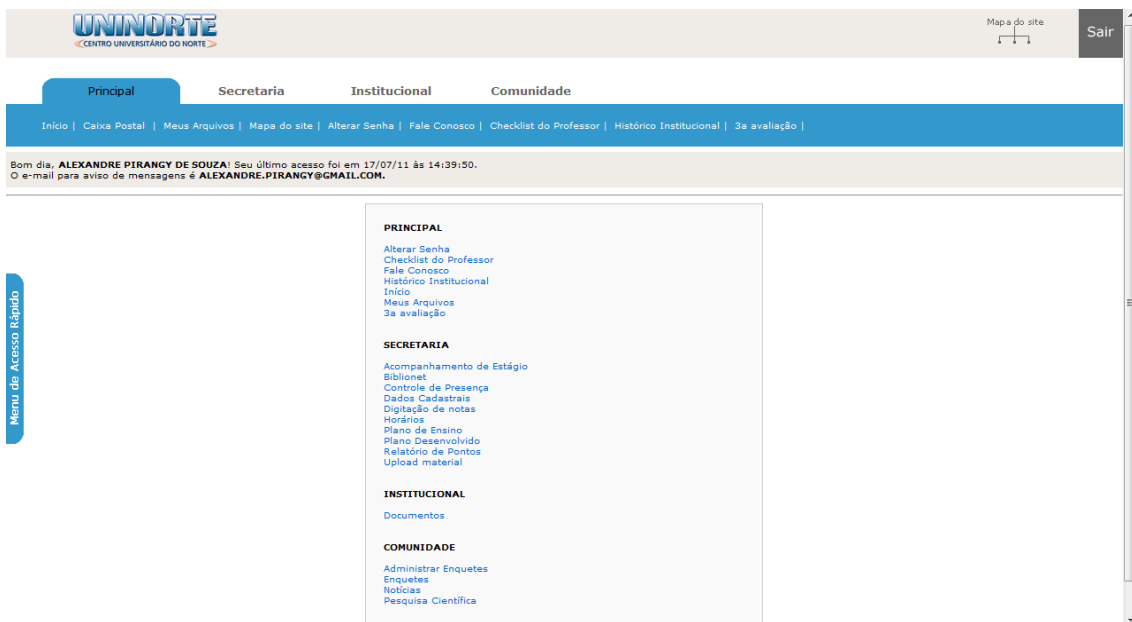 UNINORTE
CENTRO UNIVERSITÁRIO DO NORTE
Mapa do site
Sair
Principal
Secretaria
Institucional
Comunidade
Início | Caixa Postal | Meus Arquivos | Mapa do site | Alterar Senha | Fale Conosco | Checklist do Professor | Histórico Institucional | 3a avaliação |
Bom dia, ALEXANDRE PIRANGY DE SOUZA! Seu último acesso foi em 17/07/11 às 14:39:50.
O e-mail para aviso de mensagens é ALEXANDRE.PIRANGY@GMAIL.COM.
Menu de Acesso Rápido
PRINCIPAL
Alterar Senha
Checklist do Professor
Fale Conosco
Histórico Institucional
Início
Meus Arquivos
3a avaliação
SECRETARIA
Acompanhamento de Estágio
Biblionet
Controle de Presença
Dados Cadastrais
Digitação de notas
Horários
Plano de Ensino
Plano Desenvolvido
Relatório de Pontos
Upload material
INSTITUCIONAL
Documentos
COMUNIDADE
Administrar Enquetes
Enquetes
Notícias
Pesquisa Científica